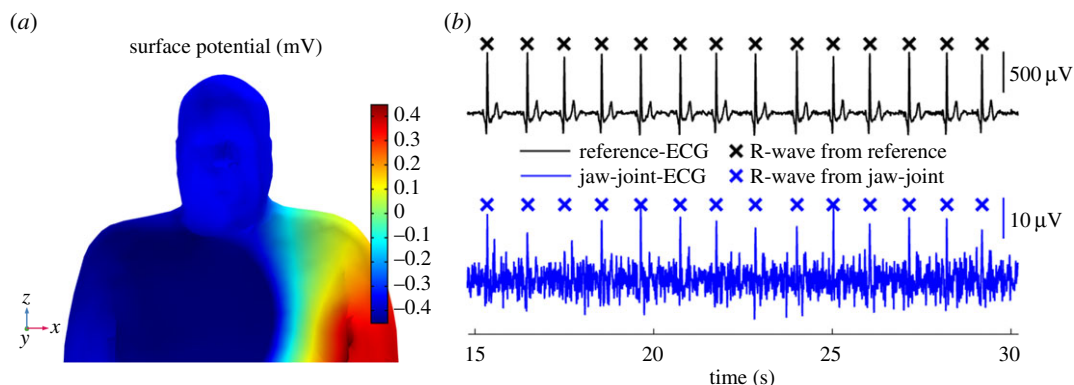 (a)
surface potential (mV)
0.4
0.3
0.2
0.1
0
–0.1
–0.2
–0.3
–0.4
z
y
x
(b)
500 µV
reference-ECG
R-wave from reference
jaw-joint-ECG
R-wave from jaw-joint
10 µV
15
20
25
30
time (s)